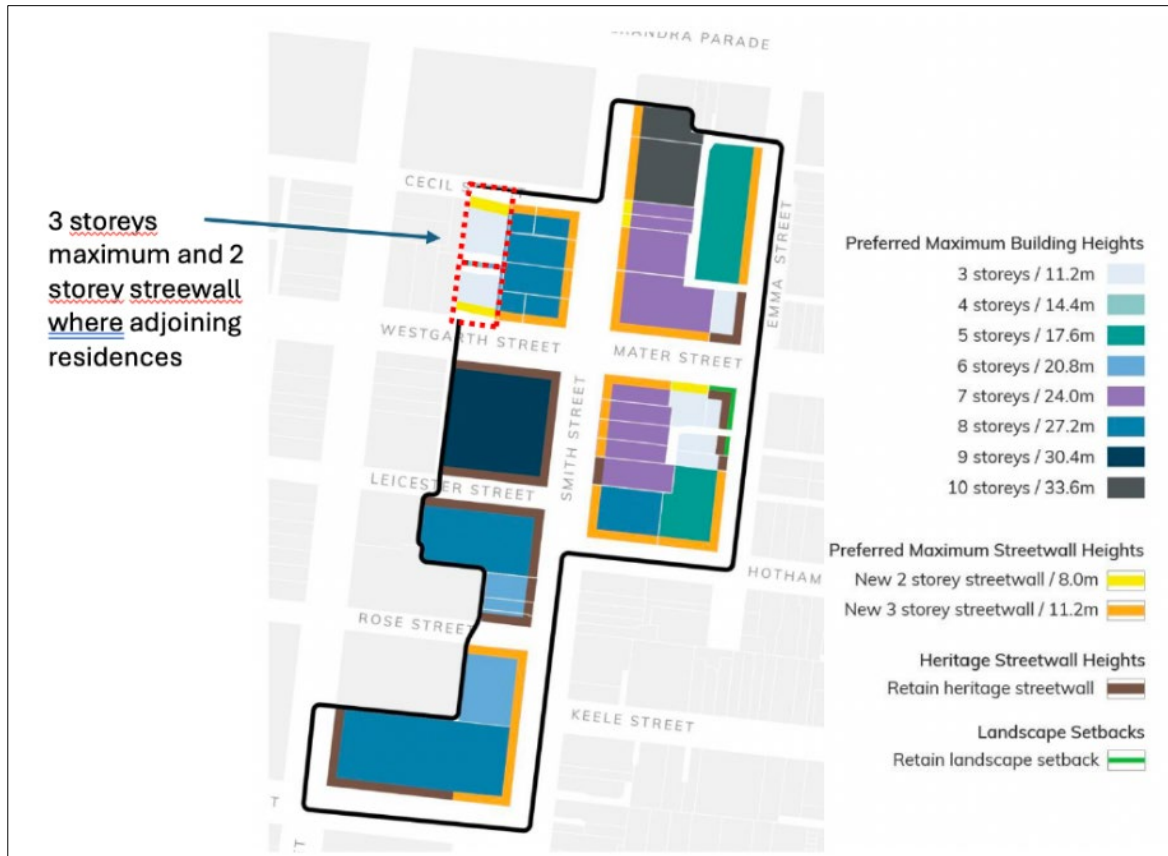 ANDRA PARADE
CECIL S
3 storeys
maximum and 2
storey streewall
where adjoining
residences
WESTGARTH STREET
MATER STREET
EMMA STREET
SMITH STREET
LEICESTER STREET
HOTHAM
ROSE STREET
KEELE STREET
T
ET
Preferred Maximum Building Heights
3 storeys / 11.2m
4 storeys / 14.4m
5 storeys / 17.6m
6 storeys / 20.8m
7 storeys / 24.0m
8 storeys / 27.2m
9 storeys / 30.4m
10 storeys / 33.6m
Preferred Maximum Streetwall Heights
New 2 storey streetwall / 8.0m
New 3 storey streetwall / 11.2m
Heritage Streetwall Heights
Retain heritage streetwall
Landscape Setbacks
Retain landscape setback